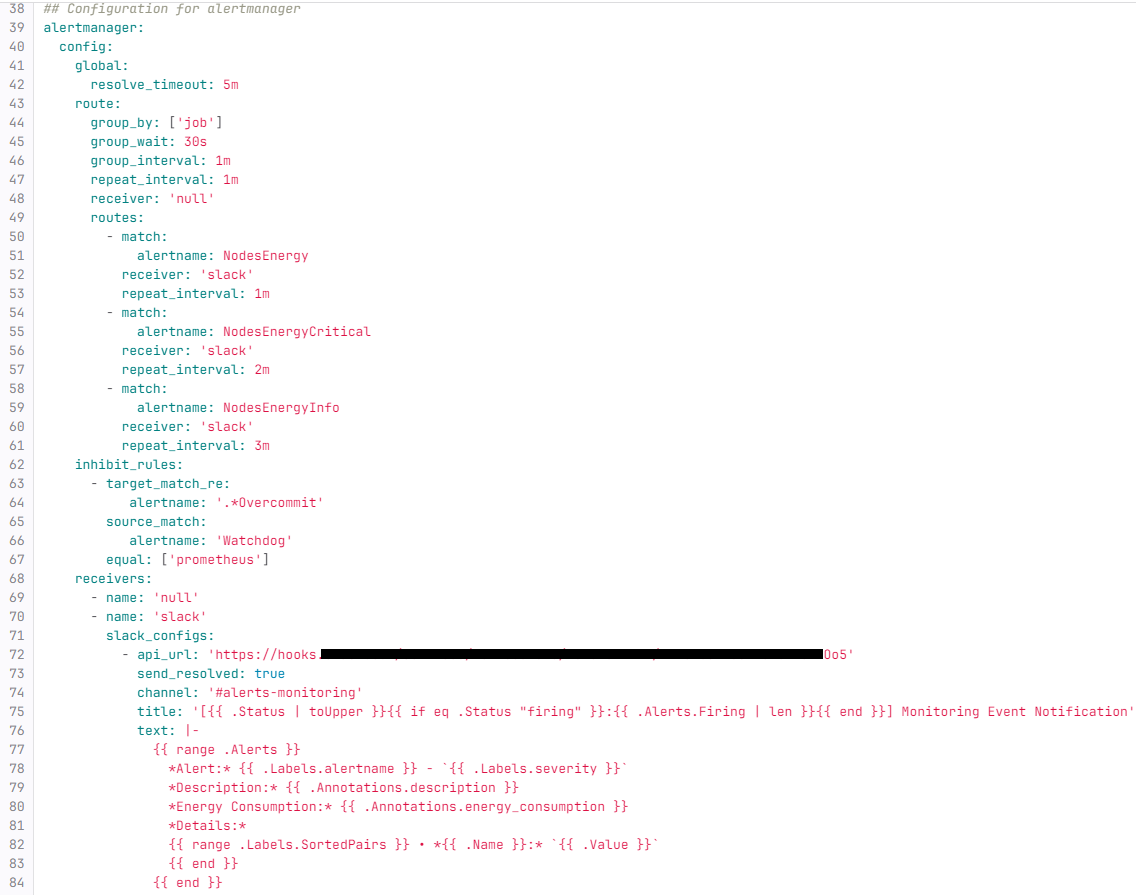 38 ## Configuration for alertmanager
39 alertmanager:
40   config:
41     global:
42       resolve_timeout: 5m
43     route:
44       group_by: ['job']
45       group_wait: 30s
46       group_interval: 1m
47       repeat_interval: 1m
48       receiver: 'null'
49       routes:
50         - match:
51             alertname: NodesEnergy
52           receiver: 'slack'
53           repeat_interval: 1m
54         - match:
55             alertname: NodesEnergyCritical
56           receiver: 'slack'
57           repeat_interval: 2m
58         - match:
59             alertname: NodesEnergyInfo
60           receiver: 'slack'
61           repeat_interval: 3m
62     inhibit_rules:
63       - target_match_re:
64            alertname: '.*Overcommit'
65         source_match:
66            alertname: 'Watchdog'
67         equal: ['prometheus']
68     receivers:
69       - name: 'null'
70       - name: 'slack'
71         slack_configs:
72           - api_url: 'https://hooks. Oo5'
73             send_resolved: true
74             channel: '#alerts-monitoring'
75             title: '[{{ .Status | toUpper }}{{ if eq .Status "firing" }}:{{ .Alerts.Firing | len }}{{ end }}] Monitoring Event Notification'
76             text: |-
77               {{ range .Alerts }}
78                 *Alert:* {{ .Labels.alertname }} - `{{ .Labels.severity }}`
79                 *Description:* {{ .Annotations.description }}
80                 *Energy Consumption:* {{ .Annotations.energy_consumption }}
81                 *Details:*
82                 {{ range .Labels.SortedPairs }} • *{{ .Name }}:* `{{ .Value }}`
83                 {{ end }}
84               {{ end }}